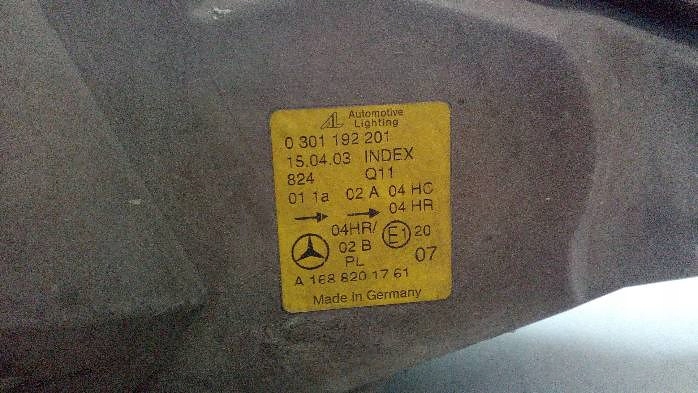 AL Automotive Lighting
0 301 192 201
15.04.03 INDEX
824 Q11
01 1a 02 A 04 HC
04 HR
04HR/ E1 20
02 B
PL 07
A 168 820 17 61
Made in Germany